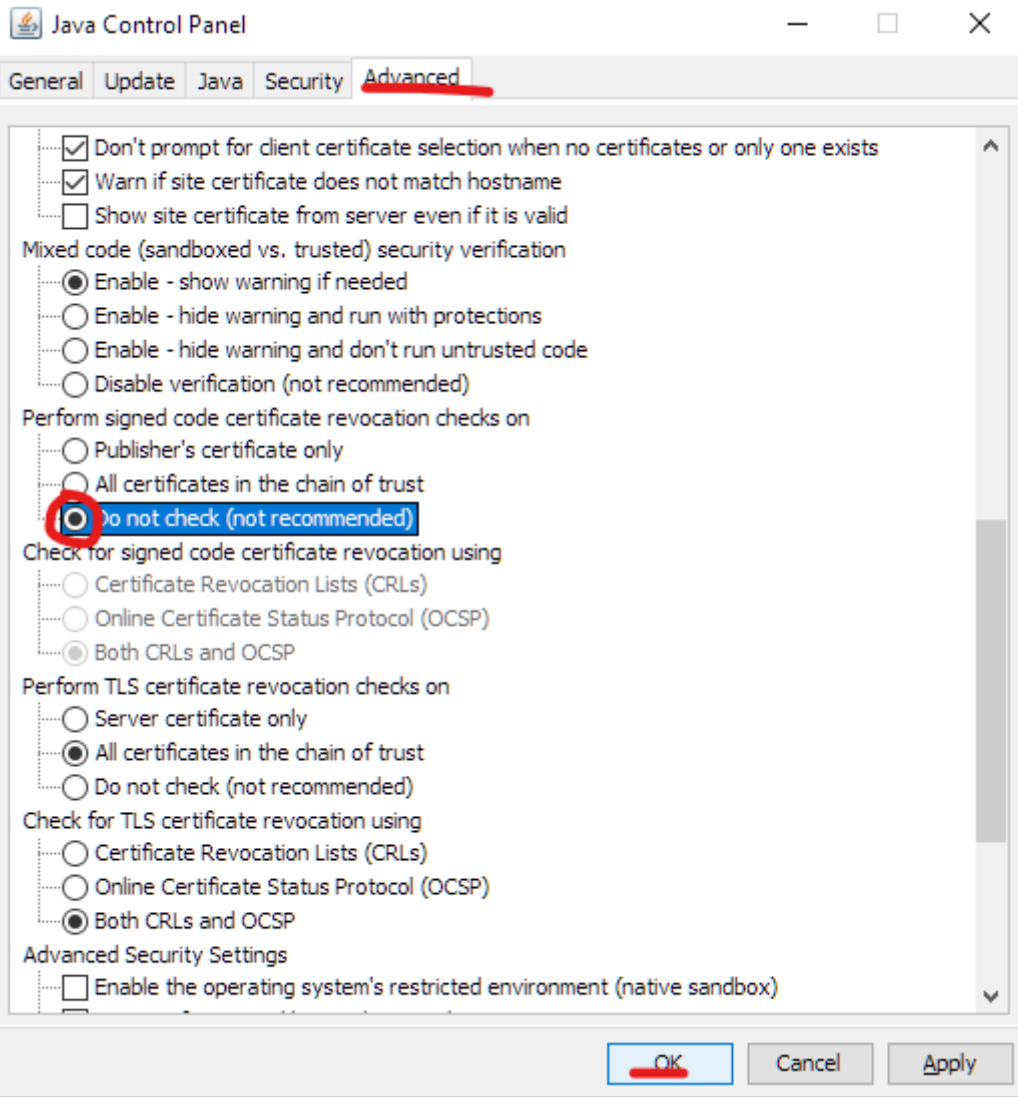 Java Control Panel
General Update Java Security Advanced
Don't prompt for client certificate selection when no certificates or only one exists
Warn if site certificate does not match hostname
Show site certificate from server even if it is valid
Mixed code (sandboxed vs. trusted) security verification
Enable - show warning if needed
Enable - hide warning and run with protections
Enable - hide warning and don't run untrusted code
Disable verification (not recommended)
Perform signed code certificate revocation checks on
Publisher's certificate only
All certificates in the chain of trust
Do not check (not recommended)
Check for signed code certificate revocation using
Certificate Revocation Lists (CRLs)
Online Certificate Status Protocol (OCSP)
Both CRLs and OCSP
Perform TLS certificate revocation checks on
Server certificate only
All certificates in the chain of trust
Do not check (not recommended)
Check for TLS certificate revocation using
Certificate Revocation Lists (CRLs)
Online Certificate Status Protocol (OCSP)
Both CRLs and OCSP
Advanced Security Settings
Enable the operating system's restricted environment (native sandbox)
OK Cancel Apply